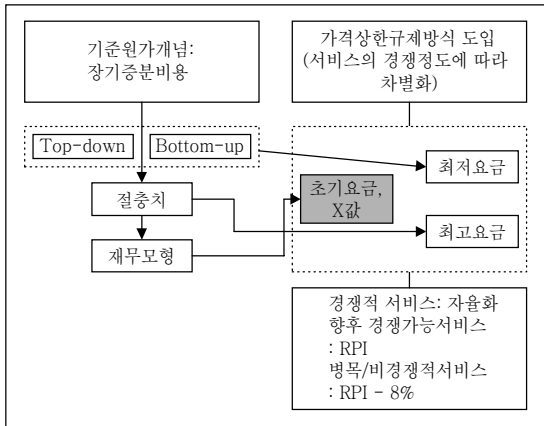 기준원가개념:
장기증분비용
가격상한규제방식 도입
(서비스의 경쟁정도에 따라
차별화)
Top-down
Bottom-up
최저요금
초기요금,
X값
절충치
최고요금
재무모형
경쟁적 서비스: 자율화
향후 경쟁가능서비스
: RPI
병목/비경쟁적서비스
: RPI - 8%